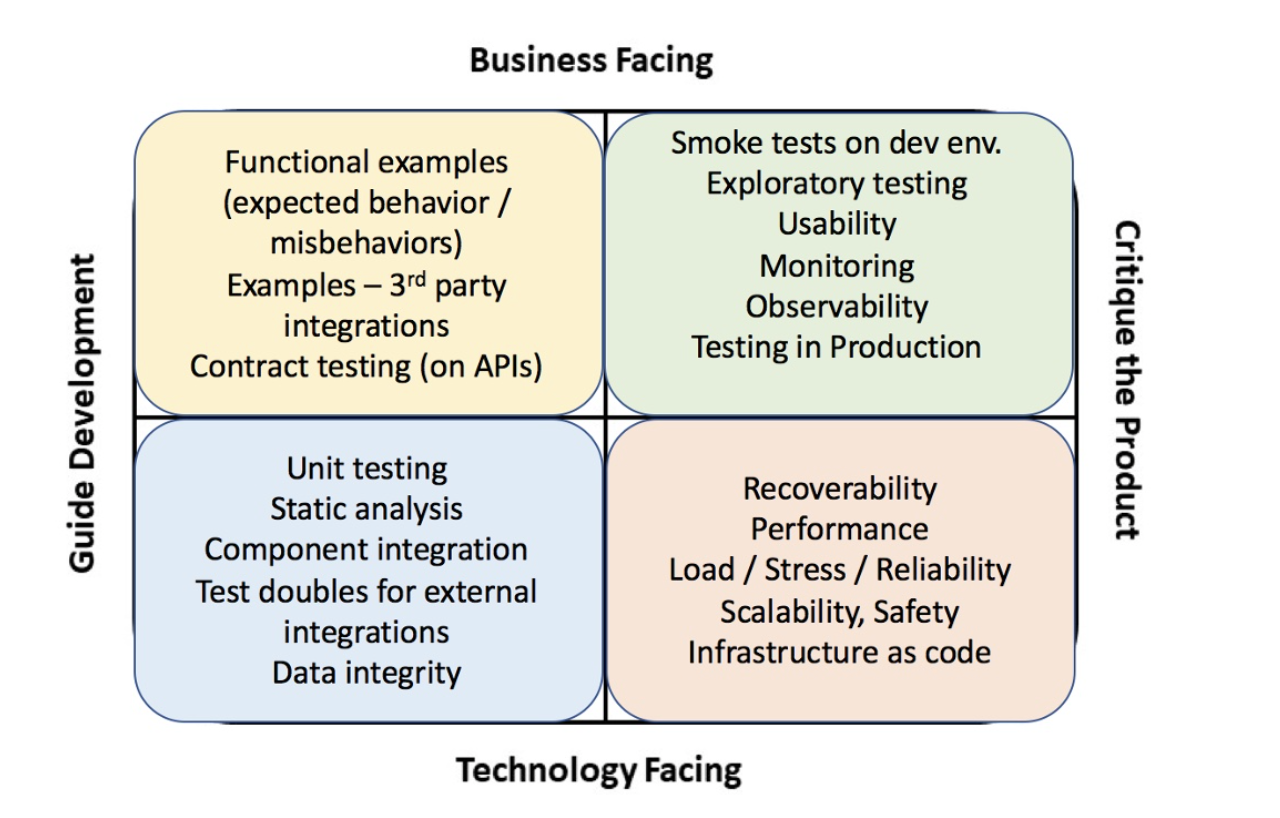 Business Facing
Guide Development
Functional examples
(expected behavior /
misbehaviors)
Examples – 3rd party
integrations
Contract testing (on APIs)
Smoke tests on dev env.
Exploratory testing
Usability
Monitoring
Observability
Testing in Production
Critique the Product
Unit testing
Static analysis
Component integration
Test doubles for external
integrations
Data integrity
Recoverability
Performance
Load / Stress / Reliability
Scalability, Safety
Infrastructure as code
Technology Facing